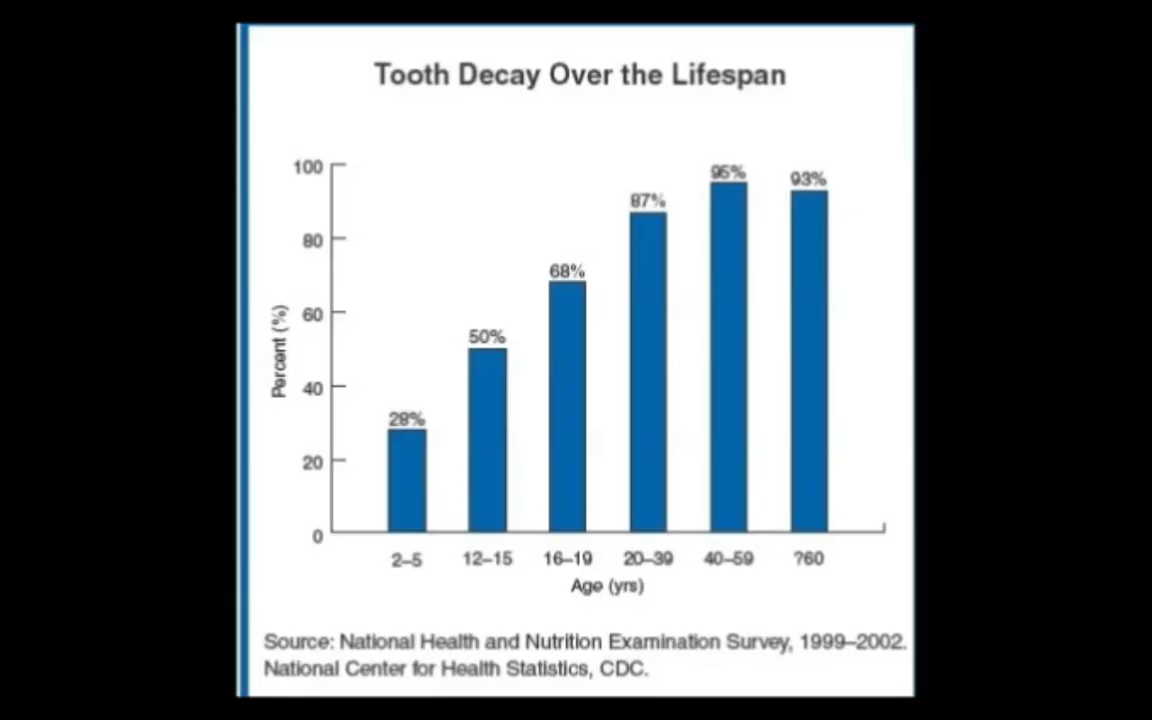 Tooth Decay Over the Lifespan
100
80
60
40
20
0
Percent (%)
28%
50%
68%
87%
95%
93%
2–5 12–15 16–19 20–39 40–59 ?60
Age (yrs)
Source: National Health and Nutrition Examination Survey, 1999–2002.
National Center for Health Statistics, CDC.